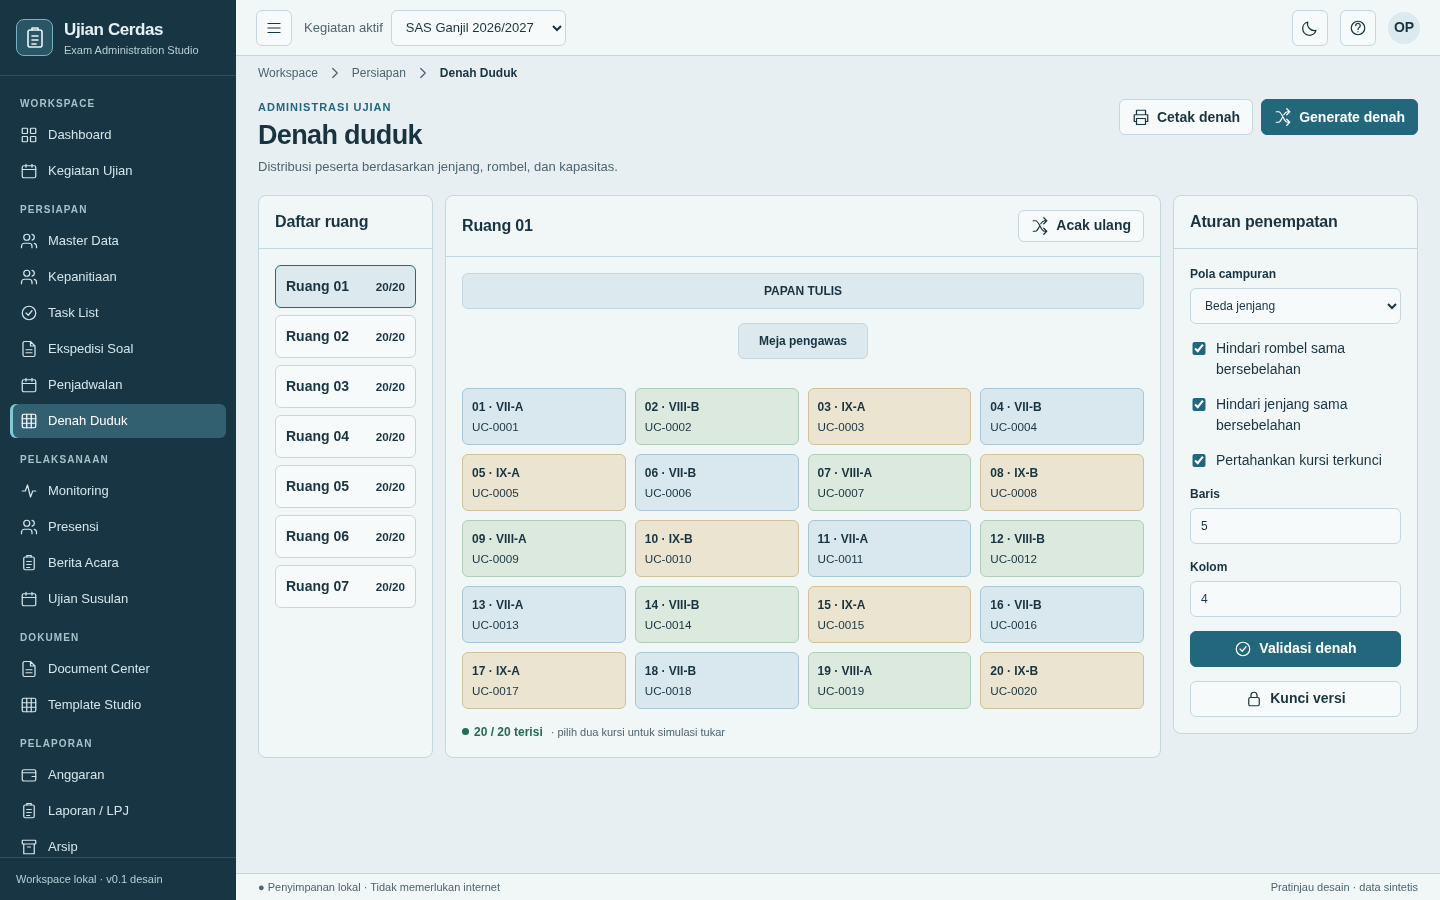 Ujian Cerdas
Exam Administration Studio
WORKSPACE
Dashboard
Kegiatan Ujian
PERSIAPAN
Master Data
Kepanitiaan
Task List
Ekspedisi Soal
Penjadwalan
Denah Duduk
PELAKSANAAN
Monitoring
Presensi
Berita Acara
Ujian Susulan
DOKUMEN
Document Center
Template Studio
PELAPORAN
Anggaran
Laporan / LPJ
Arsip
Workspace lokal · v0.1 desain
Kegiatan aktif
SAS Ganjil 2026/2027
OP
Workspace > Persiapan > Denah Duduk
ADMINISTRASI UJIAN
Denah duduk
Distribusi peserta berdasarkan jenjang, rombel, dan kapasitas.
Cetak denah
Generate denah
Daftar ruang
Ruang 01 20/20
Ruang 02 20/20
Ruang 03 20/20
Ruang 04 20/20
Ruang 05 20/20
Ruang 06 20/20
Ruang 07 20/20
Ruang 01
Acak ulang
PAPAN TULIS
Meja pengawas
01 · VII-A
UC-0001
02 · VIII-B
UC-0002
03 · IX-A
UC-0003
04 · VII-B
UC-0004
05 · IX-A
UC-0005
06 · VII-B
UC-0006
07 · VIII-A
UC-0007
08 · IX-B
UC-0008
09 · VIII-A
UC-0009
10 · IX-B
UC-0010
11 · VII-A
UC-0011
12 · VIII-B
UC-0012
13 · VII-A
UC-0013
14 · VIII-B
UC-0014
15 · IX-A
UC-0015
16 · VII-B
UC-0016
17 · IX-A
UC-0017
18 · VII-B
UC-0018
19 · VIII-A
UC-0019
20 · IX-B
UC-0020
20 / 20 terisi · pilih dua kursi untuk simulasi tukar
Aturan penempatan
Pola campuran
Beda jenjang
Hindari rombel sama
bersebelahan
Hindari jenjang sama
bersebelahan
Pertahankan kursi terkunci
Baris
5
Kolom
4
Validasi denah
Kunci versi
● Penyimpanan lokal · Tidak memerlukan internet
Pratinjau desain · data sintetis